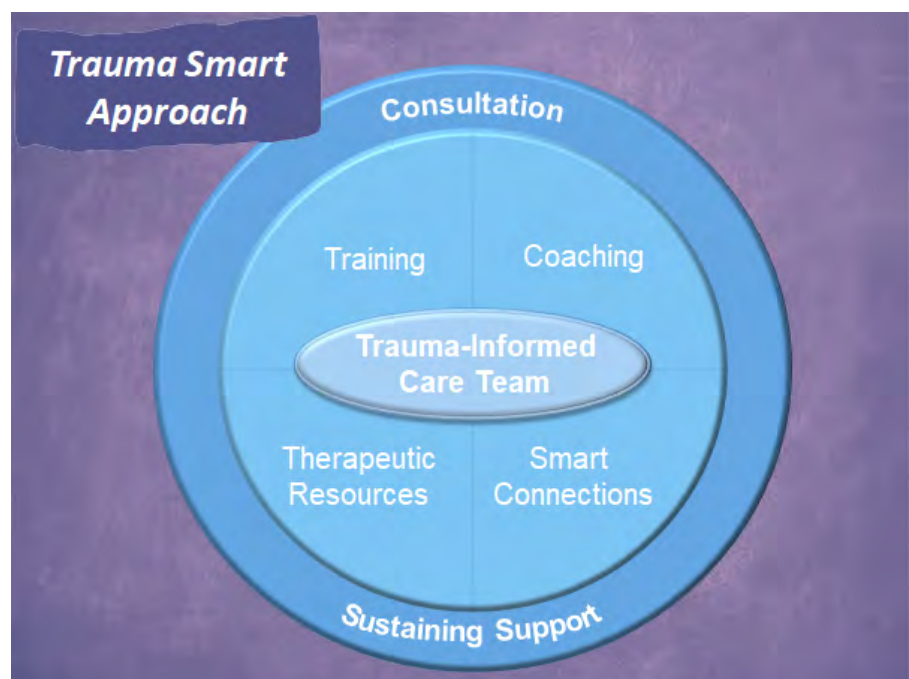 Trauma Smart
Approach
Consultation
Training
Coaching
Trauma-Informed
Care Team
Therapeutic
Resources
Smart
Connections
Sustaining Support